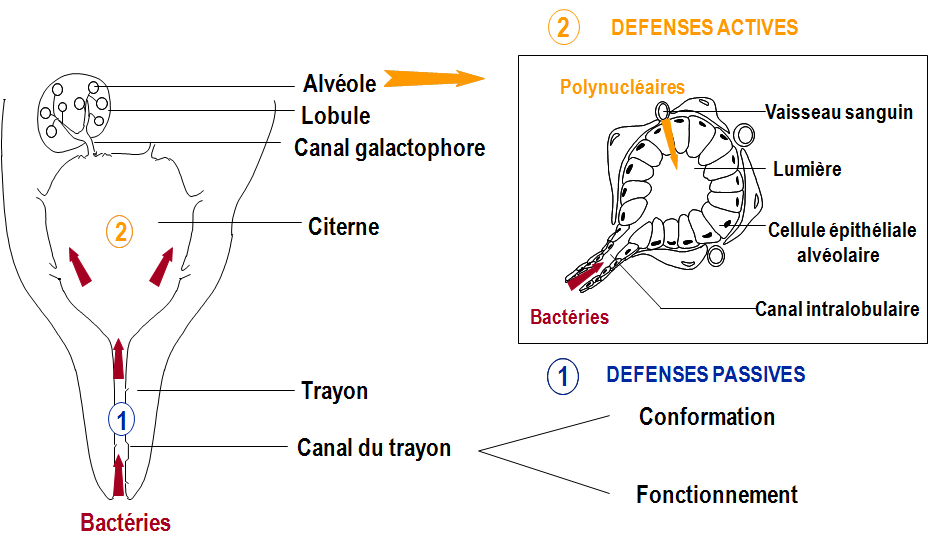 2 DEFENSES ACTIVES
Alvéole
Lobule
Canal galactophore
Citerne
2
Trayon
1
Canal du trayon
Bactéries
Polynucléaires
Vaisseau sanguin
Lumière
Cellule épithéliale
alvéolaire
Canal intralobulaire
Bactéries
1 DEFENSES PASSIVES
Conformation
Fonctionnement